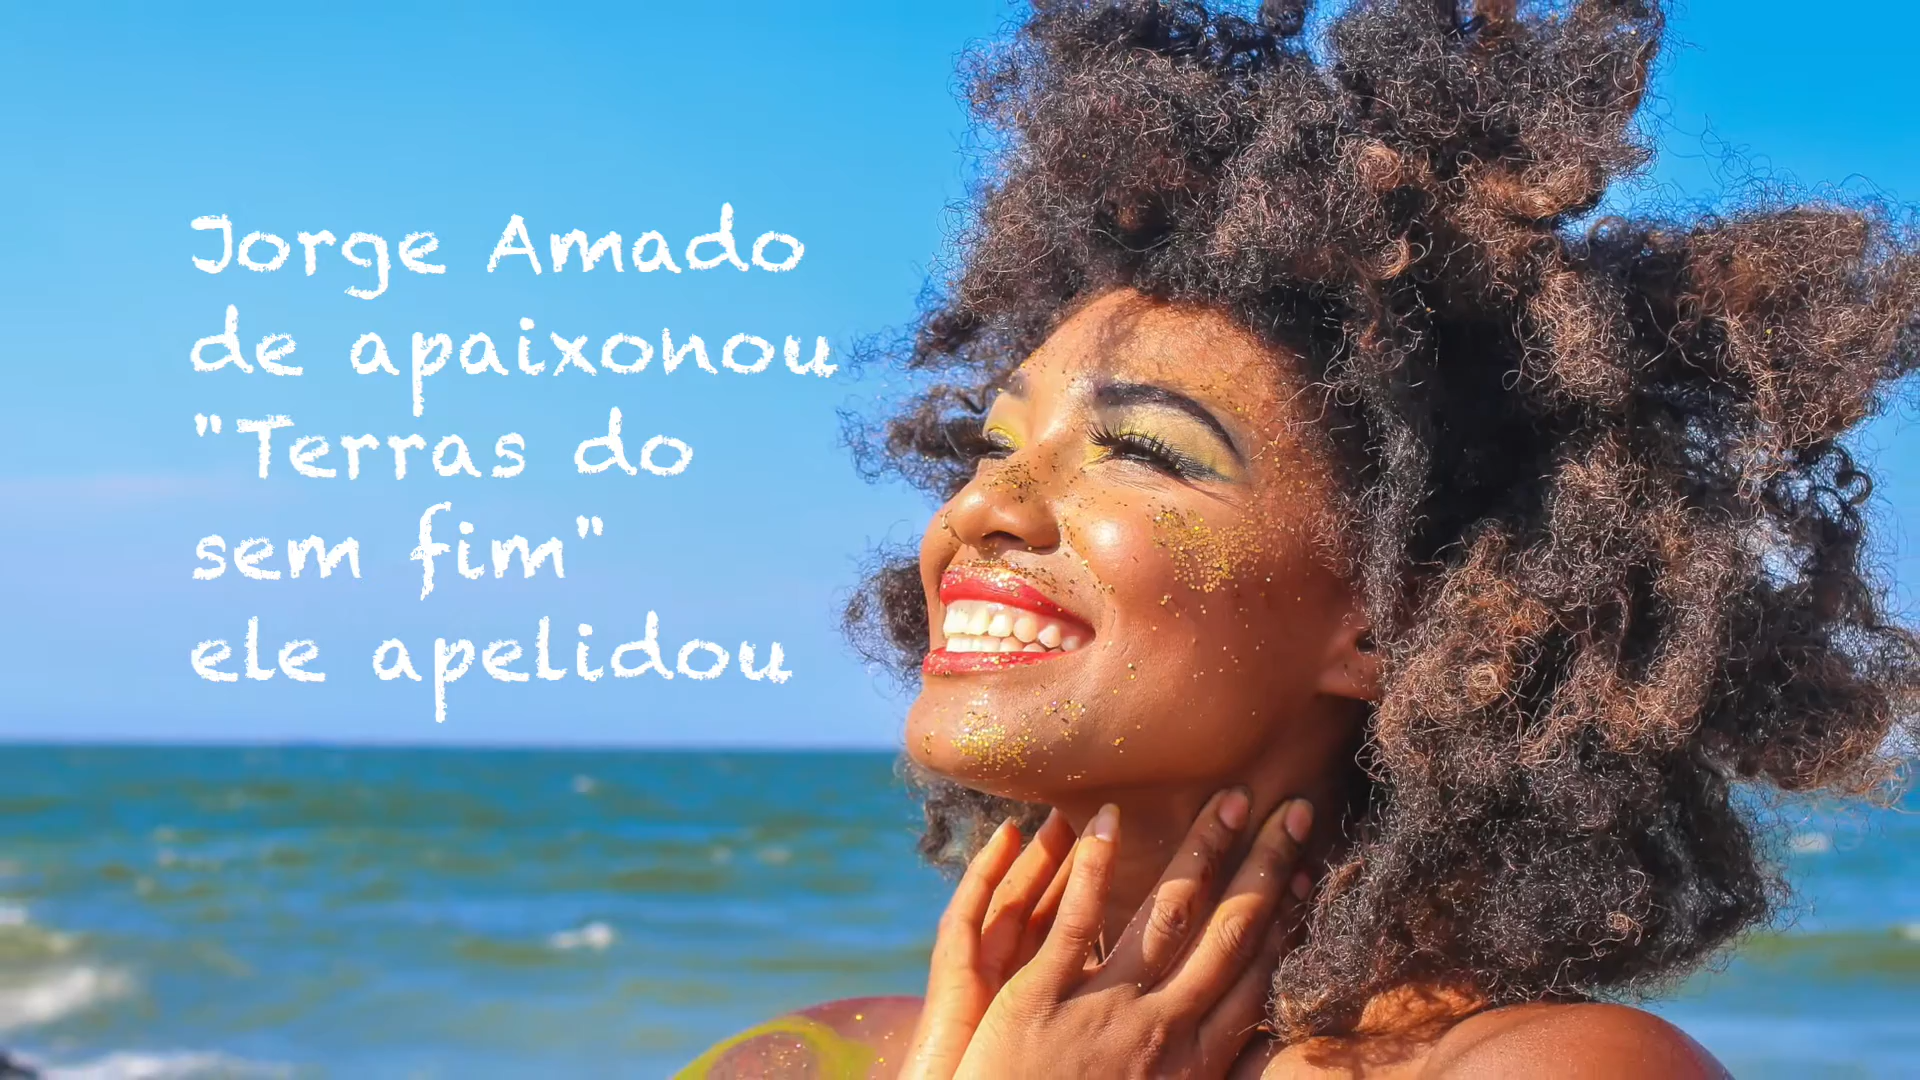 Jorge Amado
de apaixonou
"Terras do
sem fim"
ele apelidou